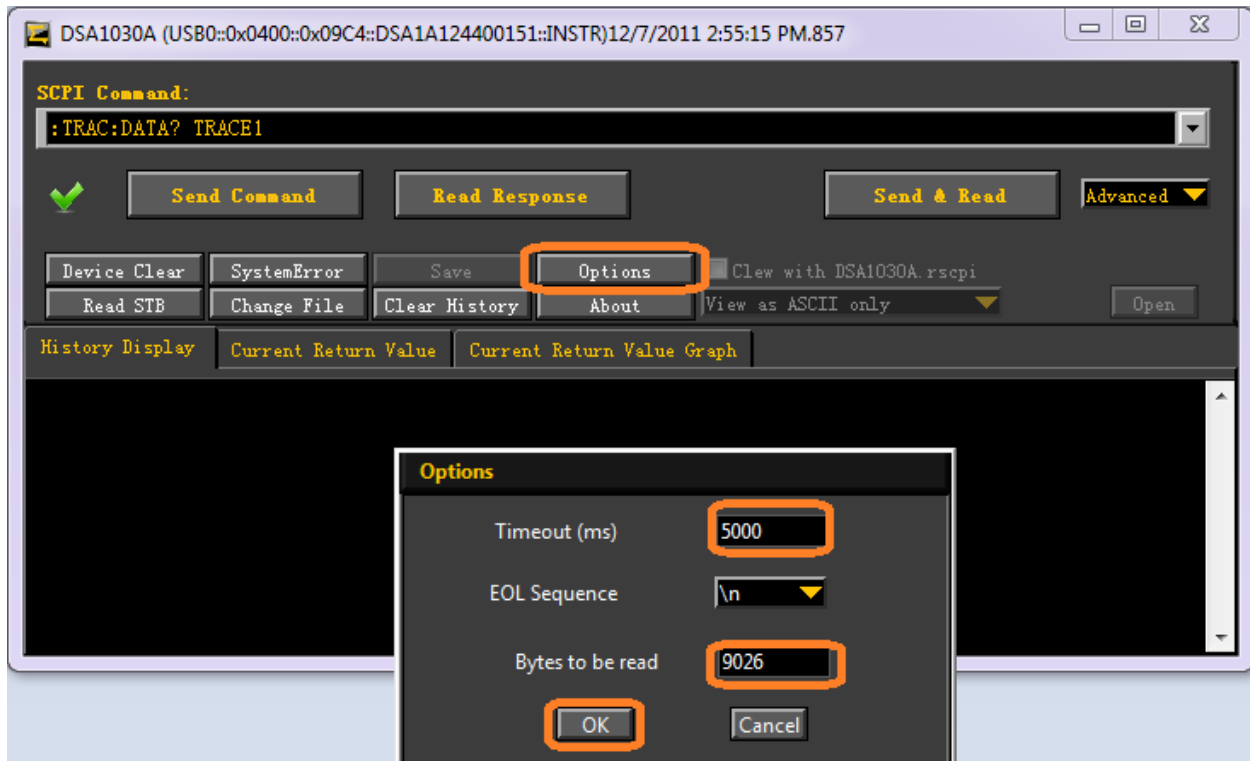 DSA1030A (USB0::0x0400::0x09C4::DSA1A124400151::INSTR)12/7/2011 2:55:15 PM.857
SCPI Command:
:TRAC:DATA? TRACE1
Send Command Read Response Send & Read Advanced
Device Clear SystemError Save Options Clew with DSA1030A.rscpi
Read STB Change File Clear History About View as ASCII only Open
History Display Current Return Value Current Return Value Graph
Options
Timeout (ms) 5000
EOL Sequence \n
Bytes to be read 9026
OK Cancel